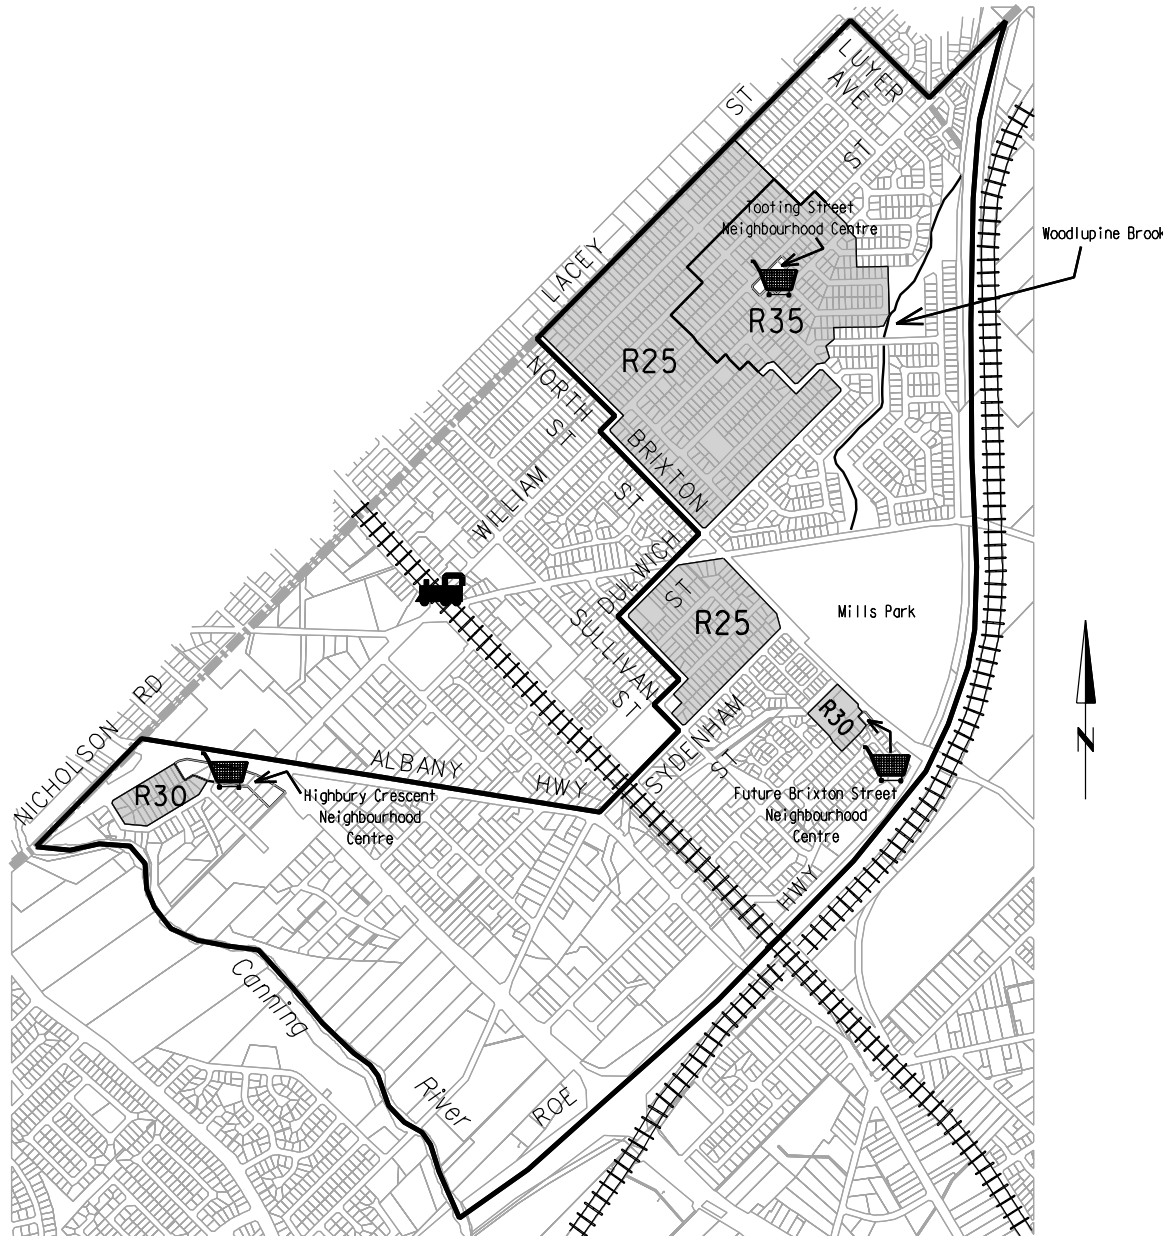 LUYER
AVE
ST
ST
Tooting Street
Neighbourhood Centre
Woodlupine Brook
LACEY
R35
R25
NORTH
ST
BRIXTON
ST
WILLIAM
DULWICH
ST
S
SULLIVAN
ST
R25
Mills Park
NICHOLSON RD
SYDENHAM
ST
R30
ALBANY
HWY
R30
Highbury Crescent
Neighbourhood
Centre
Future Brixton Street
Neighbourhood
Centre
HWY
N
Canning
River
ROE